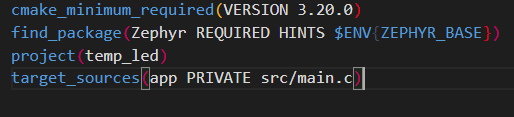 cmake_minimum_required(VERSION 3.20.0)
find_package(Zephyr REQUIRED HINTS $ENV{ZEPHYR_BASE})
project(temp_led)
target_sources(app PRIVATE src/main.c)